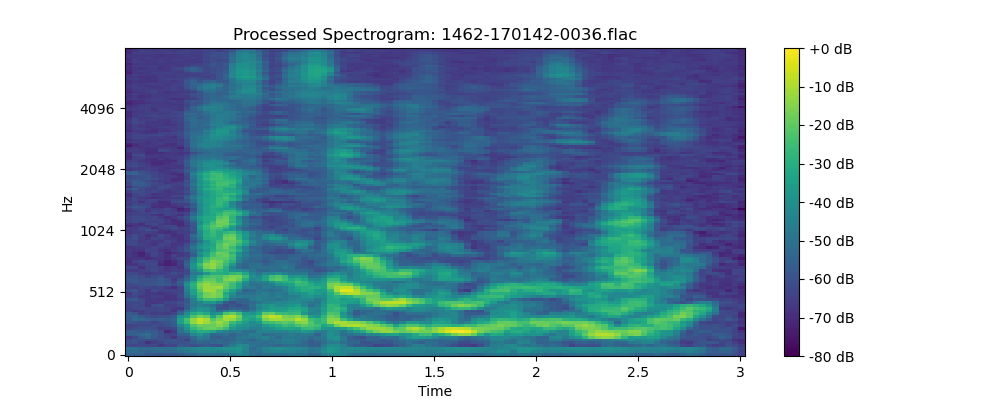 Processed Spectrogram: 1462-170142-0036.flac
Hz
4096
2048
1024
512
0
0
0.5
1
1.5
2
2.5
3
Time
+0 dB
-10 dB
-20 dB
-30 dB
-40 dB
-50 dB
-60 dB
-70 dB
-80 dB